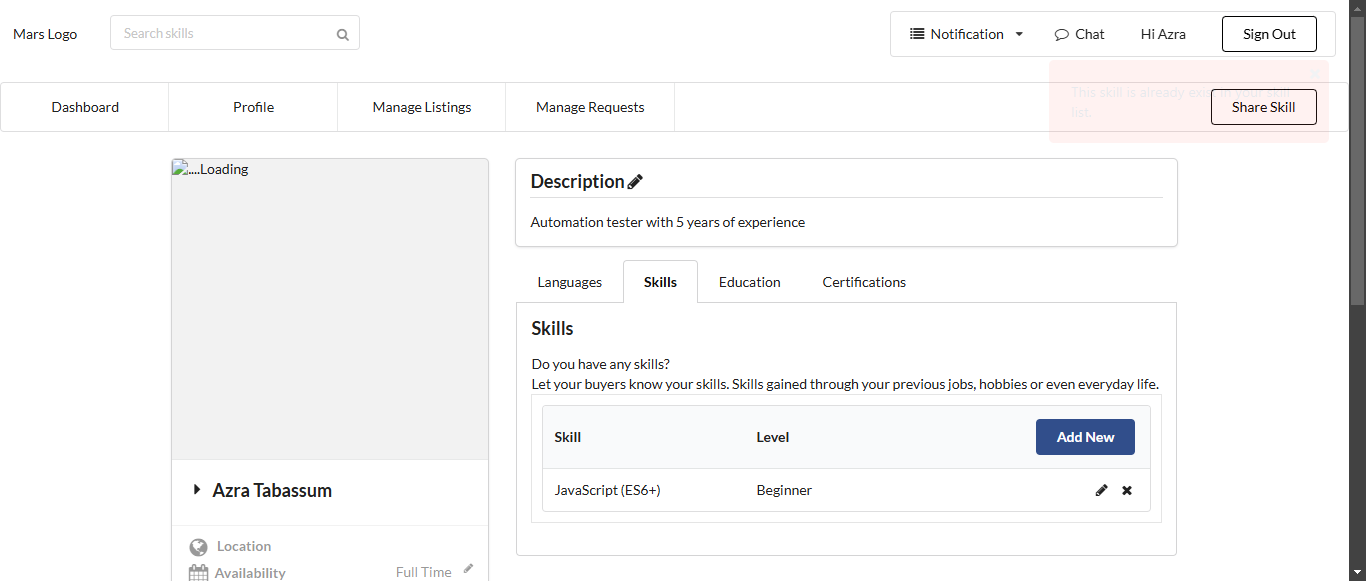 Mars Logo
Search skills
Notification
Chat
Hi Azra
Sign Out
Dashboard
Profile
Manage Listings
Manage Requests
This skill is already in your skill
list.
Share Skill
....Loading
Description
Automation tester with 5 years of experience
Languages
Skills
Education
Certifications
Skills
Do you have any skills?
Let your buyers know your skills. Skills gained through your previous jobs, hobbies or even everyday life.
Skill Level Add New
JavaScript (ES6+) Beginner
Azra Tabassum
Location
Availability Full Time